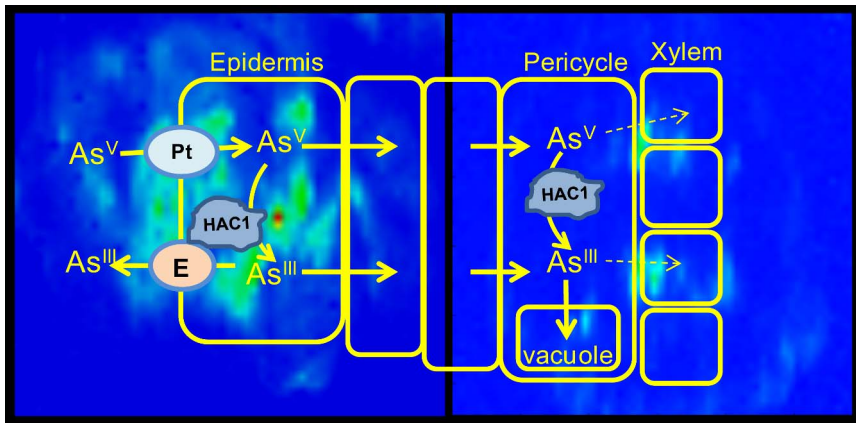 Epidermis
Pericycle
Xylem
As^V
Pt
As^V
As^V
HAC1
HAC1
As^III
E
As^III
As^III
vacuole